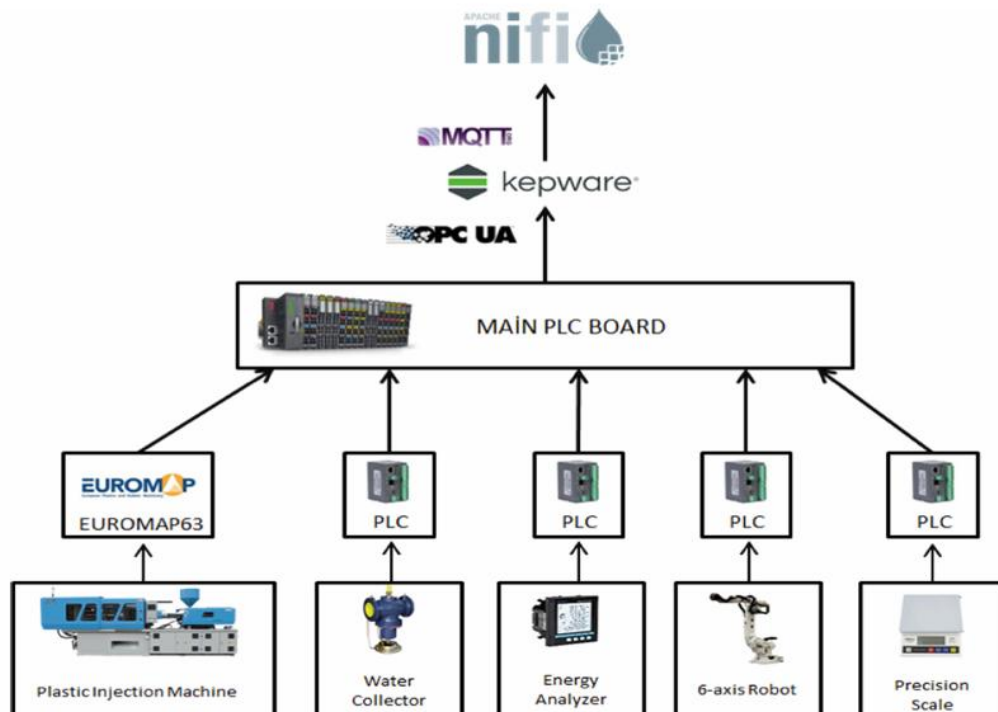 APACHE
nifi
MQTT
kepware
OPC UA
MAİN PLC BOARD
EUROMAP
EUROMAP63
PLC
PLC
PLC
PLC
Plastic Injection Machine
Water
Collector
Energy
Analyzer
6-axis Robot
Precision
Scale